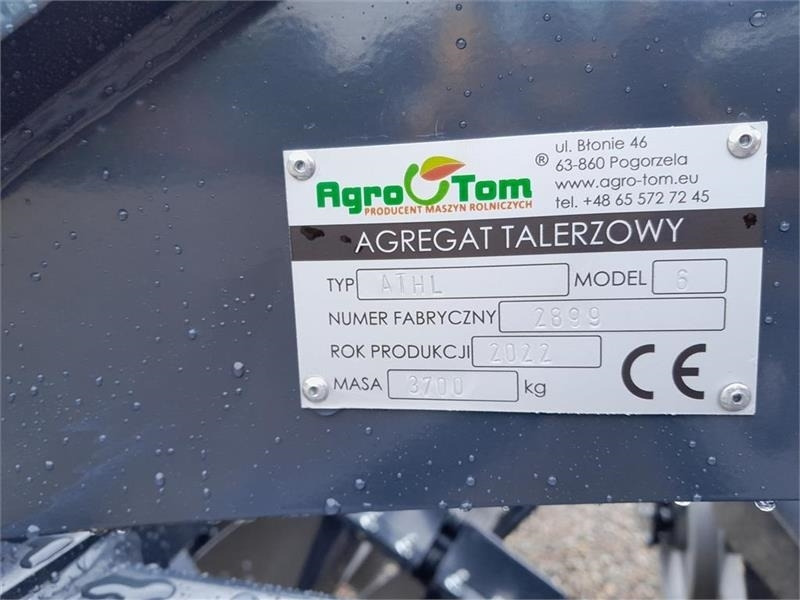 Agro Tom ®
PRODUCENT MASZYN ROLNICZYCH
ul. Błonie 46
63-860 Pogorzela
www.agro-tom.eu
tel. +48 65 572 72 45
AGREGAT TALERZOWY
TYP ATHL MODEL 6
NUMER FABRYCZNY 2899
ROK PRODUKCJI 2022
MASA 3700 kg
CE